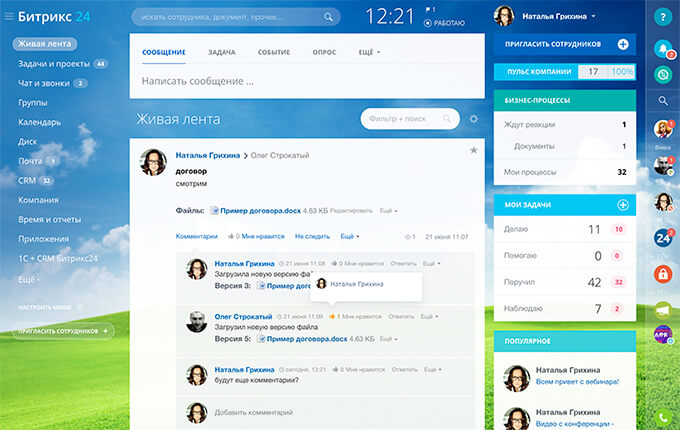 Битрикс 24
искать сотрудника, документ, прочее...
12:21
1
РАБОТАЮ
Наталья Грихина
?
Живая лента
Задачи и проекты 44
Чат и звонки 2
Группы
Календарь
Диск
Почта 1
CRM 32
Компания
Время и отчеты
Приложения
1С + CRM Битрикс24
Ещё -
НАСТРОИТЬ МЕНЮ
ПРИГЛАСИТЬ СОТРУДНИКОВ +
СООБЩЕНИЕ ЗАДАЧА СОБЫТИЕ ОПРОС ЕЩЁ
Написать сообщение ...
Живая лента
Фильтр + поиск
Наталья Грихина > Олег Строкатый
договор
смотрим
Файлы: Пример договора.docx 4.63 КБ Редактировать Ещё
Комментарии 0 Мне нравится Не следить Ещё 1 21 июня 11:07
Наталья Грихина 21 июня 11:08 0 Мне нравится Ответить Ещё
Загрузила новую версию фа
Версия 3: Пример до
Наталья Грихина
Олег Строкатый 21 июня 11:09 1 Мне нравится Ответить Ещё
Загрузил новую версию файла
Версия 5: Пример договора.docx 4.63 КБ Ещё
Наталья Грихина сегодня, 13:21 0 Мне нравится Ответить Ещё
будут еще комментарии?
Добавить комментарий
ПРИГЛАСИТЬ СОТРУДНИКОВ +
ПУЛЬС КОМПАНИИ 17 100%
БИЗНЕС-ПРОЦЕССЫ
Ждут реакции 1
Документы 1
Мои процессы 32
МОИ ЗАДАЧИ +
Делаю 11 10
Помогаю 0 0
Поручил 42 32
Наблюдаю 7 2
ПОПУЛЯРНОЕ
Наталья Грихина
Всем привет с вебинара!
Наталья Грихина
Видео с конференции -
Вчера
24